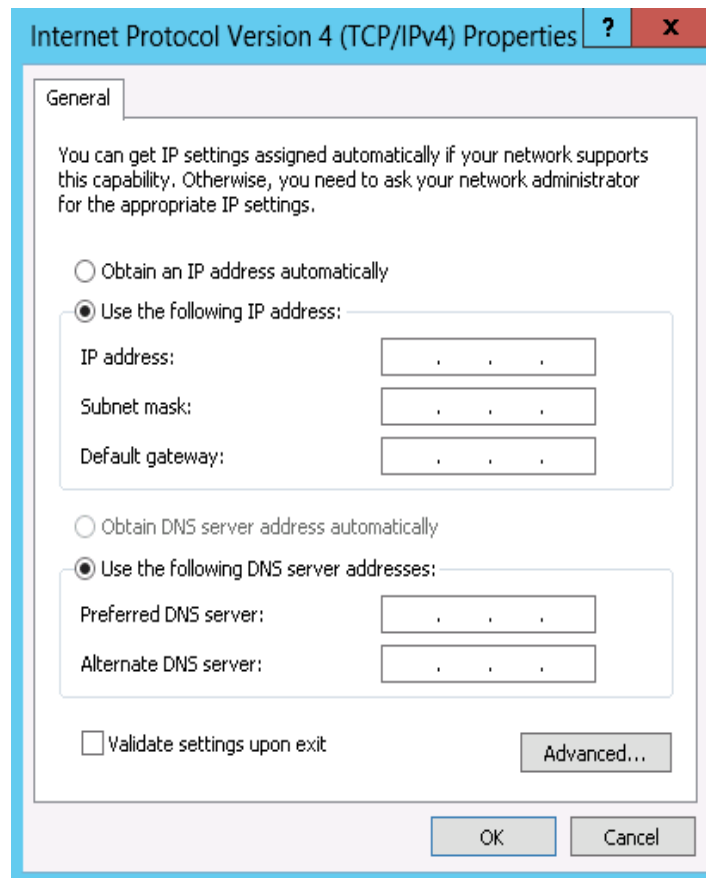 Internet Protocol Version 4 (TCP/IPv4) Properties ? x
General
You can get IP settings assigned automatically if your network supports
this capability. Otherwise, you need to ask your network administrator
for the appropriate IP settings.
Obtain an IP address automatically
Use the following IP address:
IP address: . . .
Subnet mask: . . .
Default gateway: . . .
Obtain DNS server address automatically
Use the following DNS server addresses:
Preferred DNS server: . . .
Alternate DNS server: . . .
Validate settings upon exit
Advanced...
OK Cancel